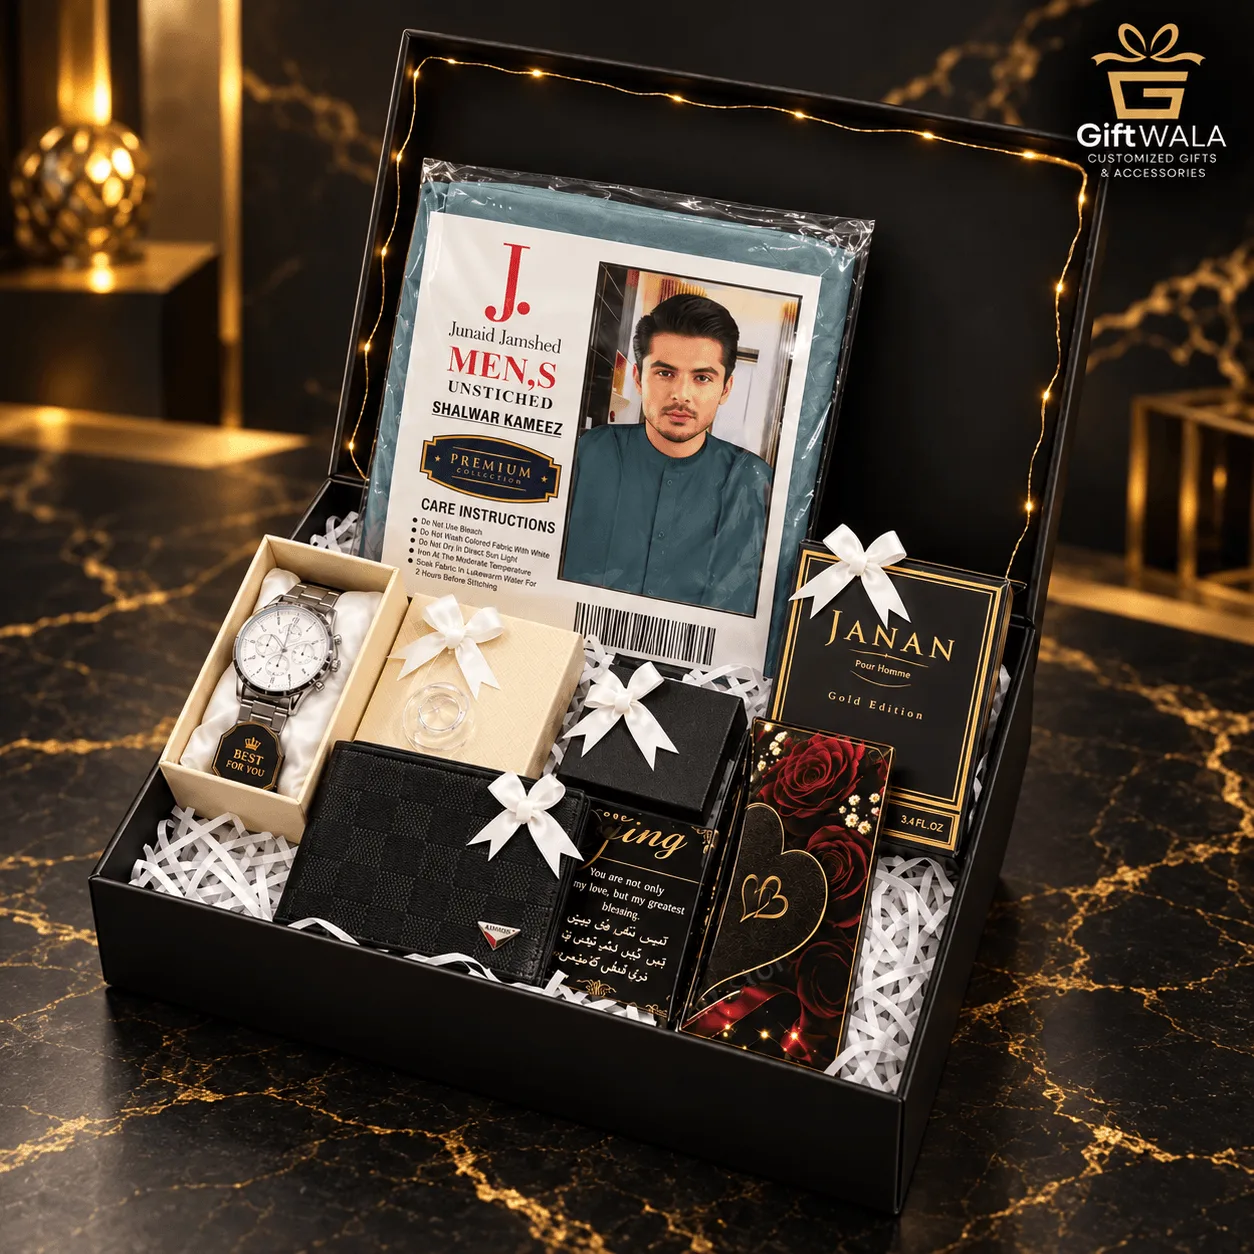 GiftWALA
CUSTOMIZED GIFTS
& ACCESSORIES
J.
Junaid Jamshed
MEN,S
UNSTICHED
SHALWAR KAMEEZ
PREMIUM
COLLECTION
CARE INSTRUCTIONS
Do Not Use Bleach
Do Not Wash Colored Fabric With White
Do Not Dry In Direct Sun Light
Iron At The Moderate Temperature
Soak Fabric In Lukewarm Water For
2 Hours Before Stitching
JANAN
Pour Homme
Gold Edition
3.4 FL.OZ
BEST
FOR YOU
You are not only
my love, but my greatest
blessing.